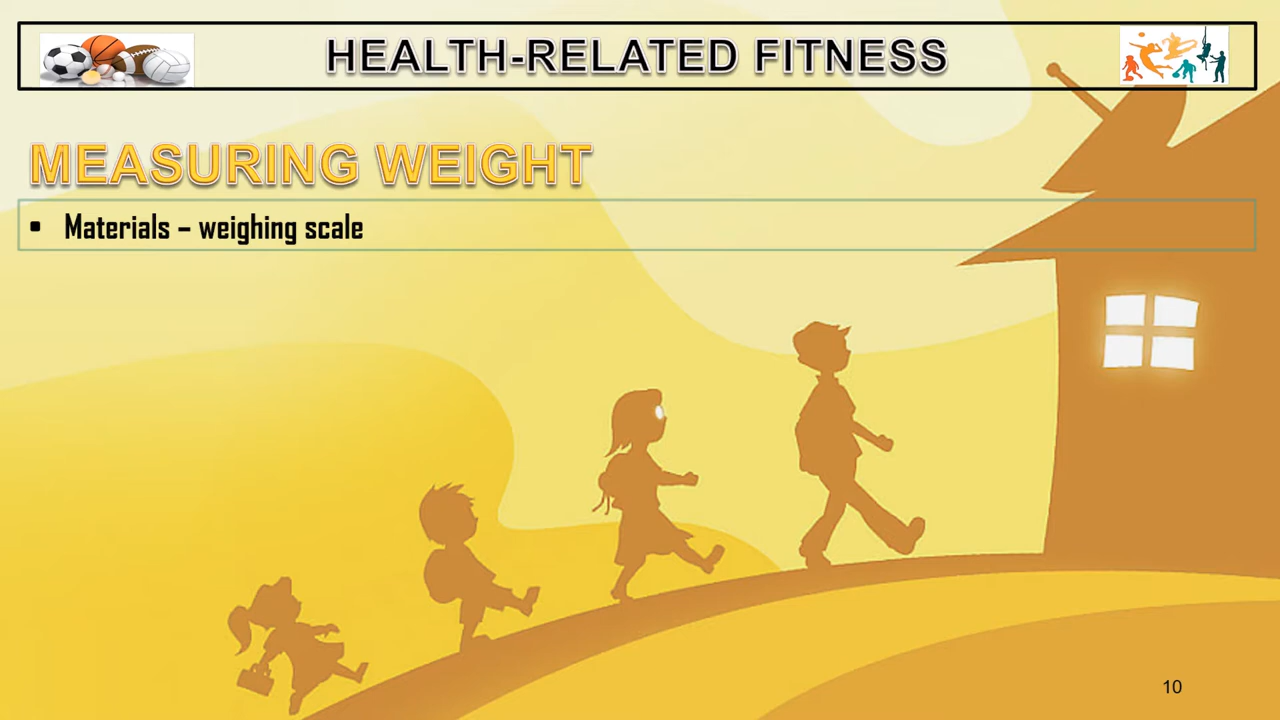 HEALTH-RELATED FITNESS
MEASURING WEIGHT
▪ Materials – weighing scale
10